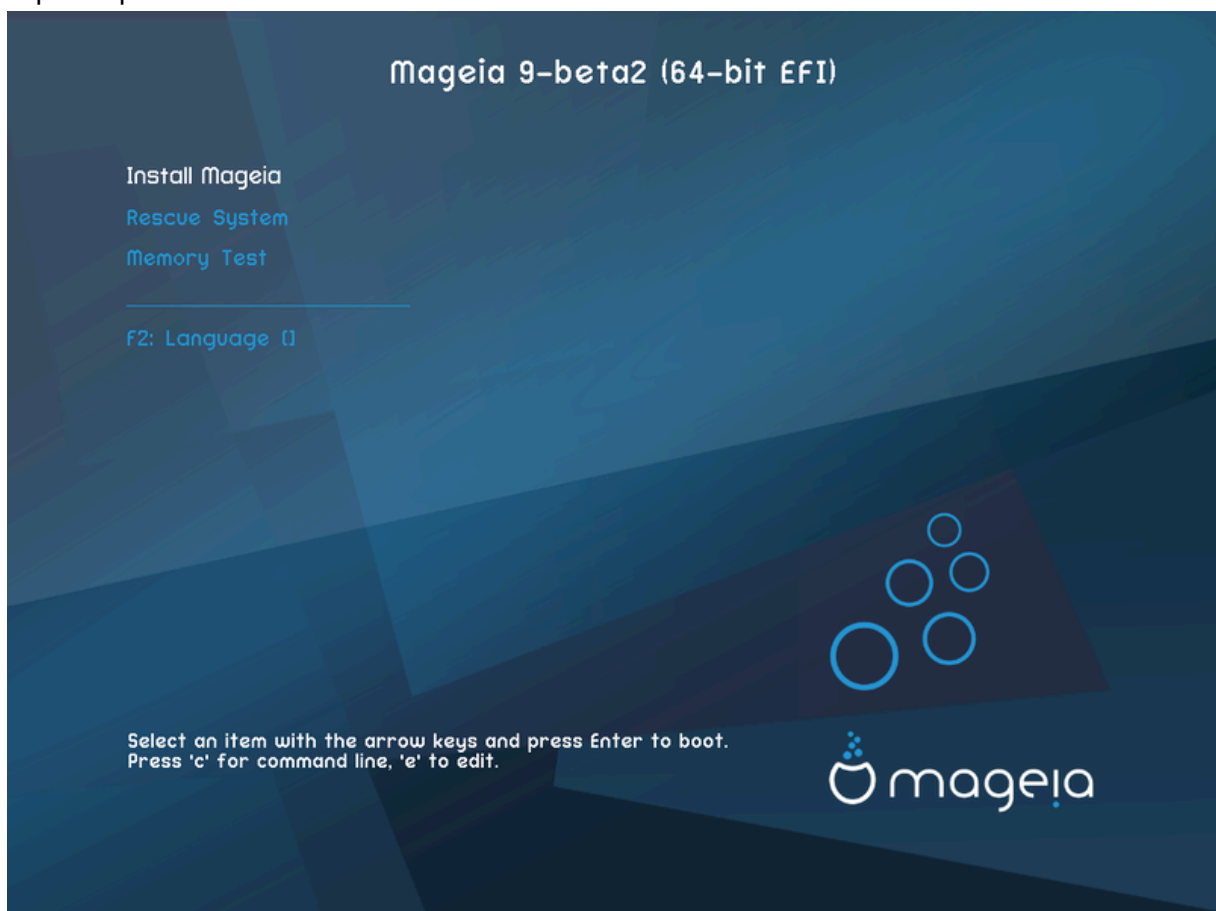 Mageia 9-beta2 (64-bit EFI)
Install Mageia
Rescue System
Memory Test
F2: Language []
Select an item with the arrow keys and press Enter to boot.
Press 'c' for command line, 'e' to edit.
mageia